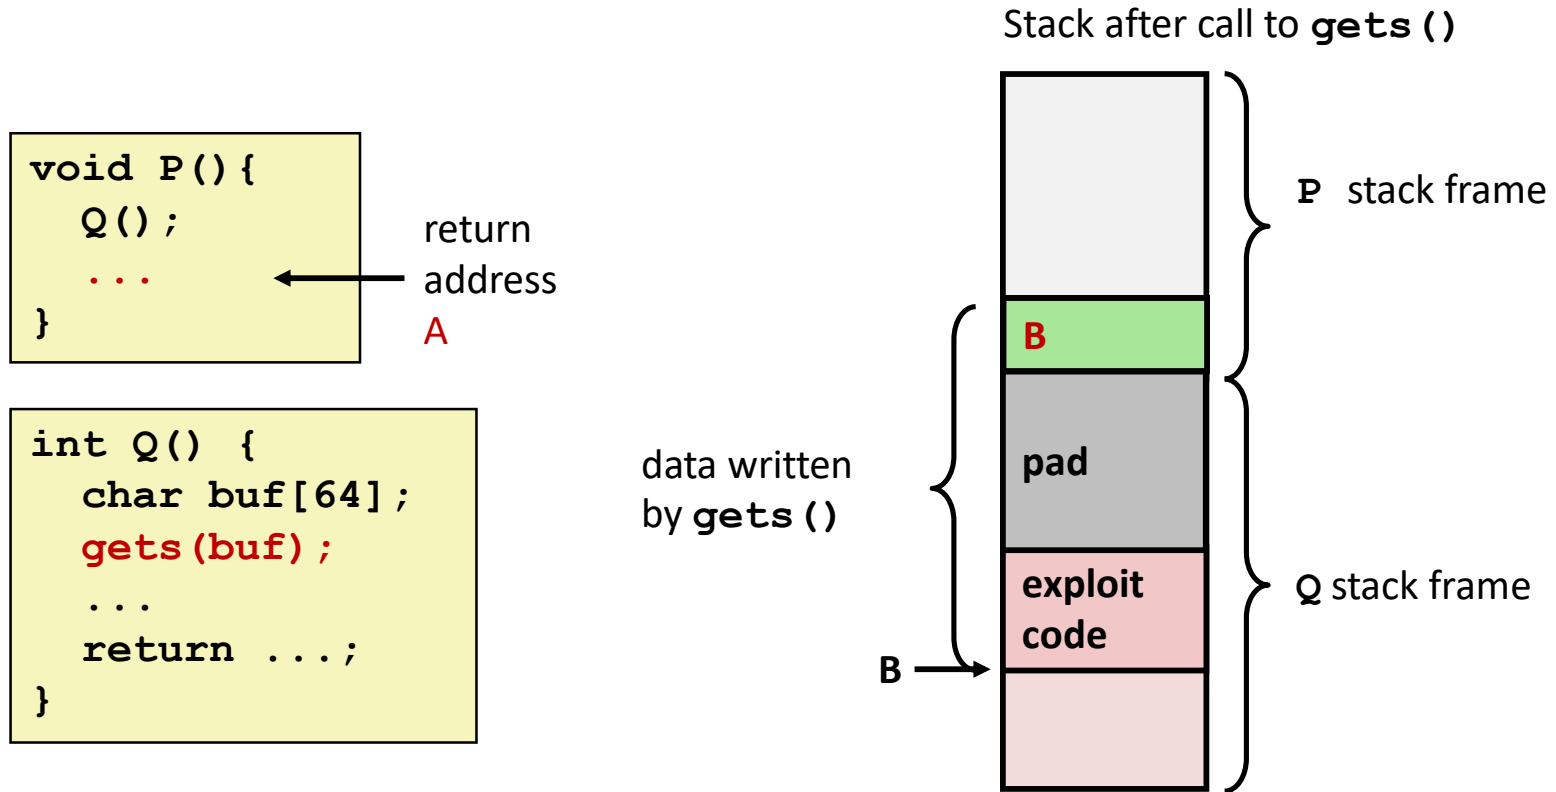 Stack after call to gets()
void P(){
Q();
...
}
return
address
A
int Q() {
char buf[64];
gets(buf);
...
return ...;
}
data written
by gets()
B
pad
exploit
code
B
P stack frame
Q stack frame